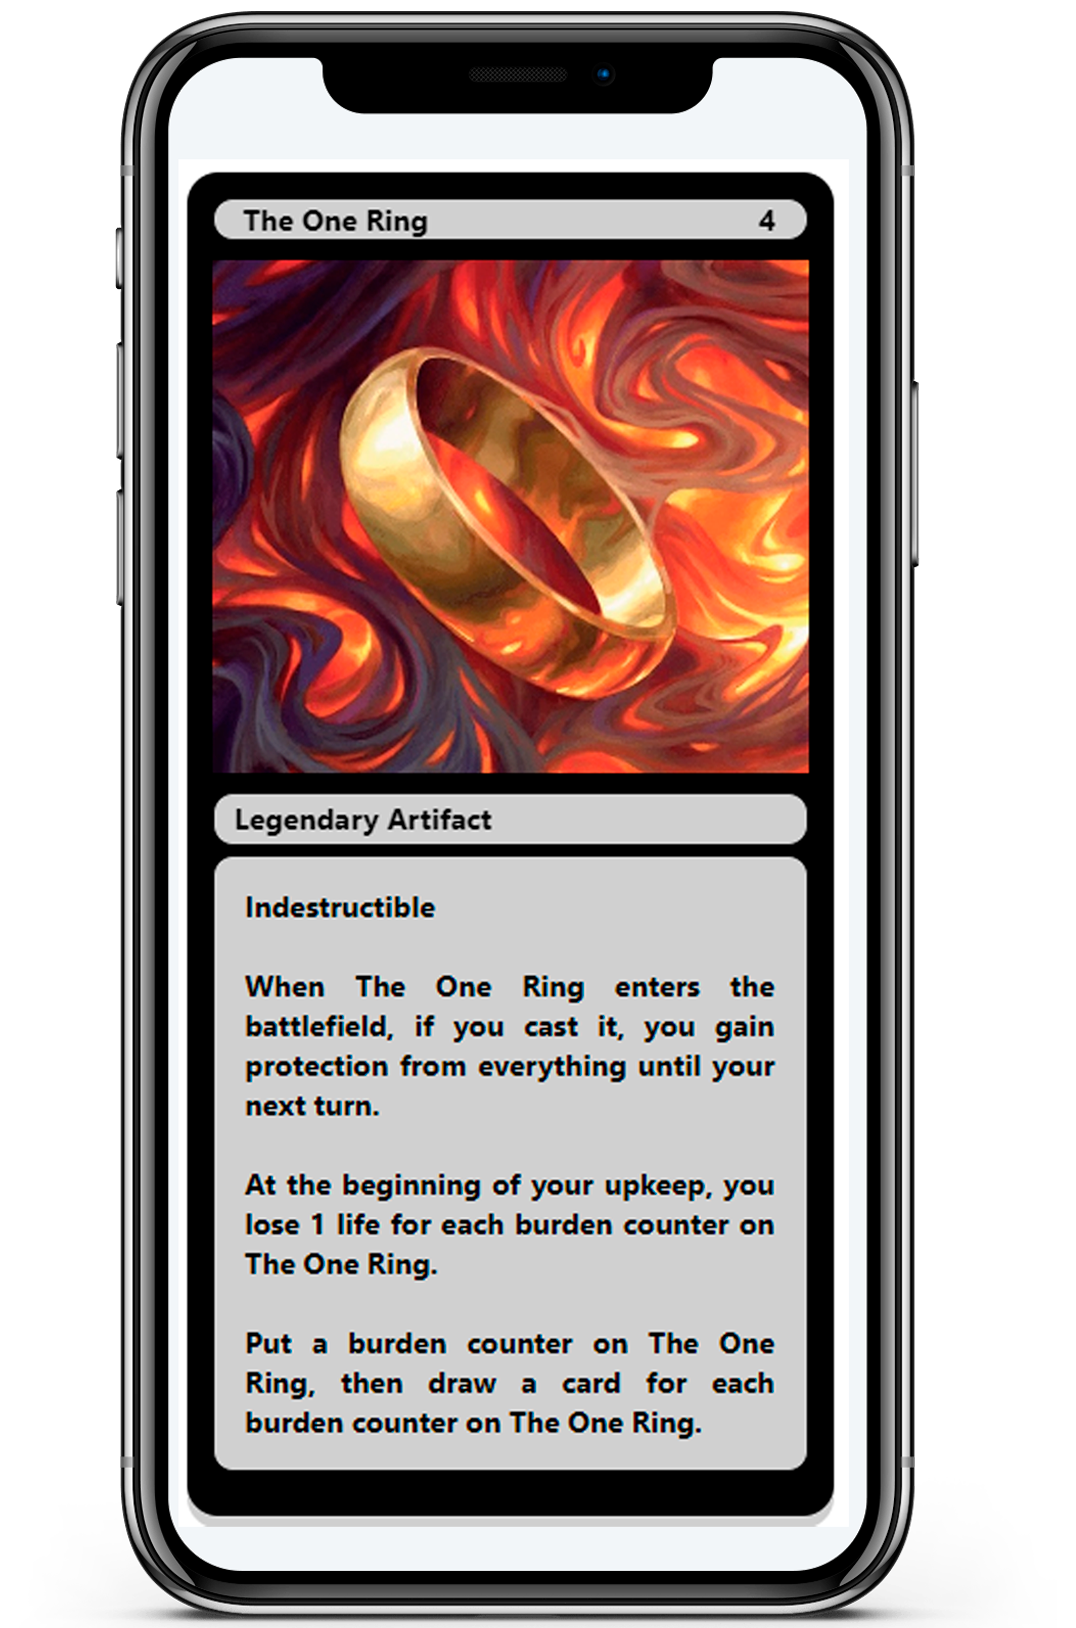 The One Ring 4
Legendary Artifact
Indestructible
When The One Ring enters the
battlefield, if you cast it, you gain
protection from everything until your
next turn.
At the beginning of your upkeep, you
lose 1 life for each burden counter on
The One Ring.
Put a burden counter on The One
Ring, then draw a card for each
burden counter on The One Ring.